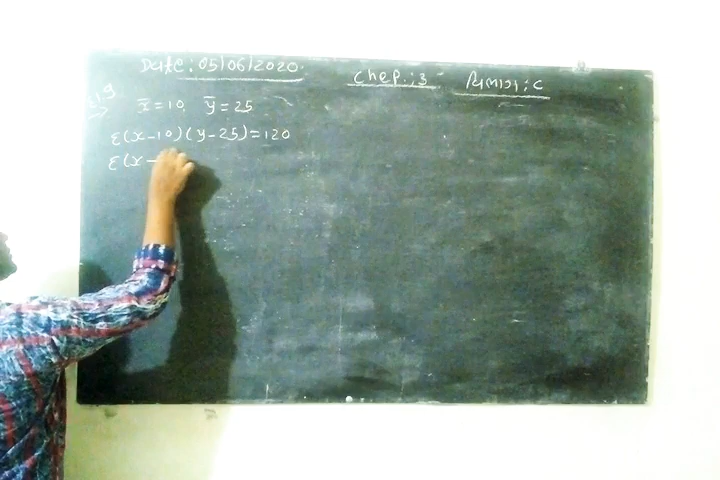 Date: 05/06/2020.
Chep.:3 વિભાગ:C
x̄=10, ȳ=25
Σ(x-10)(y-25)=120
Σ(x-